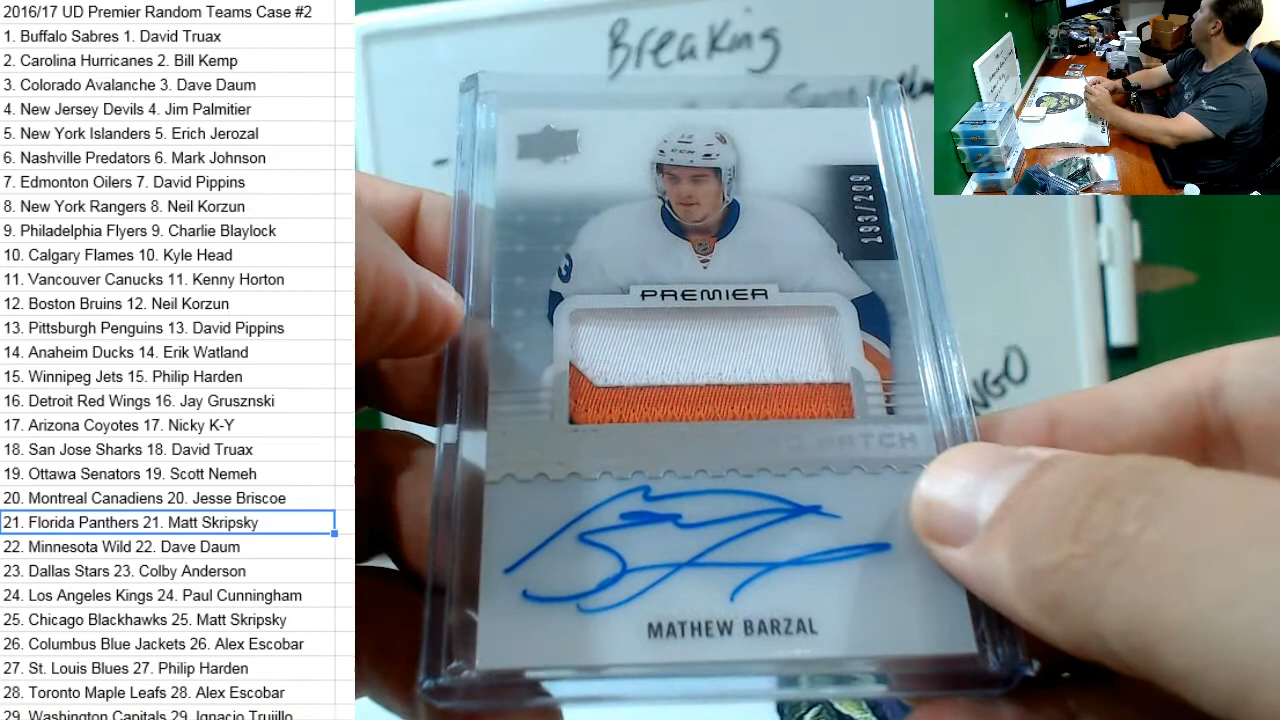 2016/17 UD Premier Random Teams Case #2
1. Buffalo Sabres 1. David Truax
2. Carolina Hurricanes 2. Bill Kemp
3. Colorado Avalanche 3. Dave Daum
4. New Jersey Devils 4. Jim Palmitier
5. New York Islanders 5. Erich Jerozal
6. Nashville Predators 6. Mark Johnson
7. Edmonton Oilers 7. David Pippins
8. New York Rangers 8. Neil Korzun
9. Philadelphia Flyers 9. Charlie Blaylock
10. Calgary Flames 10. Kyle Head
11. Vancouver Canucks 11. Kenny Horton
12. Boston Bruins 12. Neil Korzun
13. Pittsburgh Penguins 13. David Pippins
14. Anaheim Ducks 14. Erik Watland
15. Winnipeg Jets 15. Philip Harden
16. Detroit Red Wings 16. Jay Grusznski
17. Arizona Coyotes 17. Nicky K-Y
18. San Jose Sharks 18. David Truax
19. Ottawa Senators 19. Scott Nemeh
20. Montreal Canadiens 20. Jesse Briscoe
21. Florida Panthers 21. Matt Skripsky
22. Minnesota Wild 22. Dave Daum
23. Dallas Stars 23. Colby Anderson
24. Los Angeles Kings 24. Paul Cunningham
25. Chicago Blackhawks 25. Matt Skripsky
26. Columbus Blue Jackets 26. Alex Escobar
27. St. Louis Blues 27. Philip Harden
28. Toronto Maple Leafs 28. Alex Escobar
29. Washington Capitals 29. Ignacio Trujillo
Breaking
193/299
PREMIER
PATCH
MATHEW BARZAL